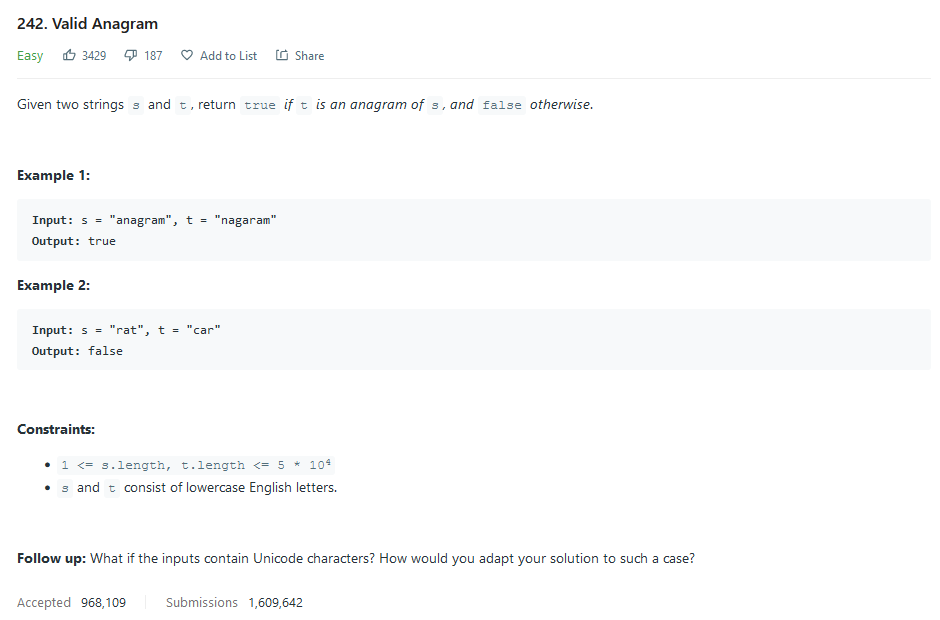 242. Valid Anagram
Easy 3429 187 Add to List Share
Given two strings s and t, return true if t is an anagram of s, and false otherwise.
Example 1:
Input: s = "anagram", t = "nagaram"
Output: true
Example 2:
Input: s = "rat", t = "car"
Output: false
Constraints:
• 1 <= s.length, t.length <= 5 * 10⁴
• s and t consist of lowercase English letters.
Follow up: What if the inputs contain Unicode characters? How would you adapt your solution to such a case?
Accepted 968,109 Submissions 1,609,642